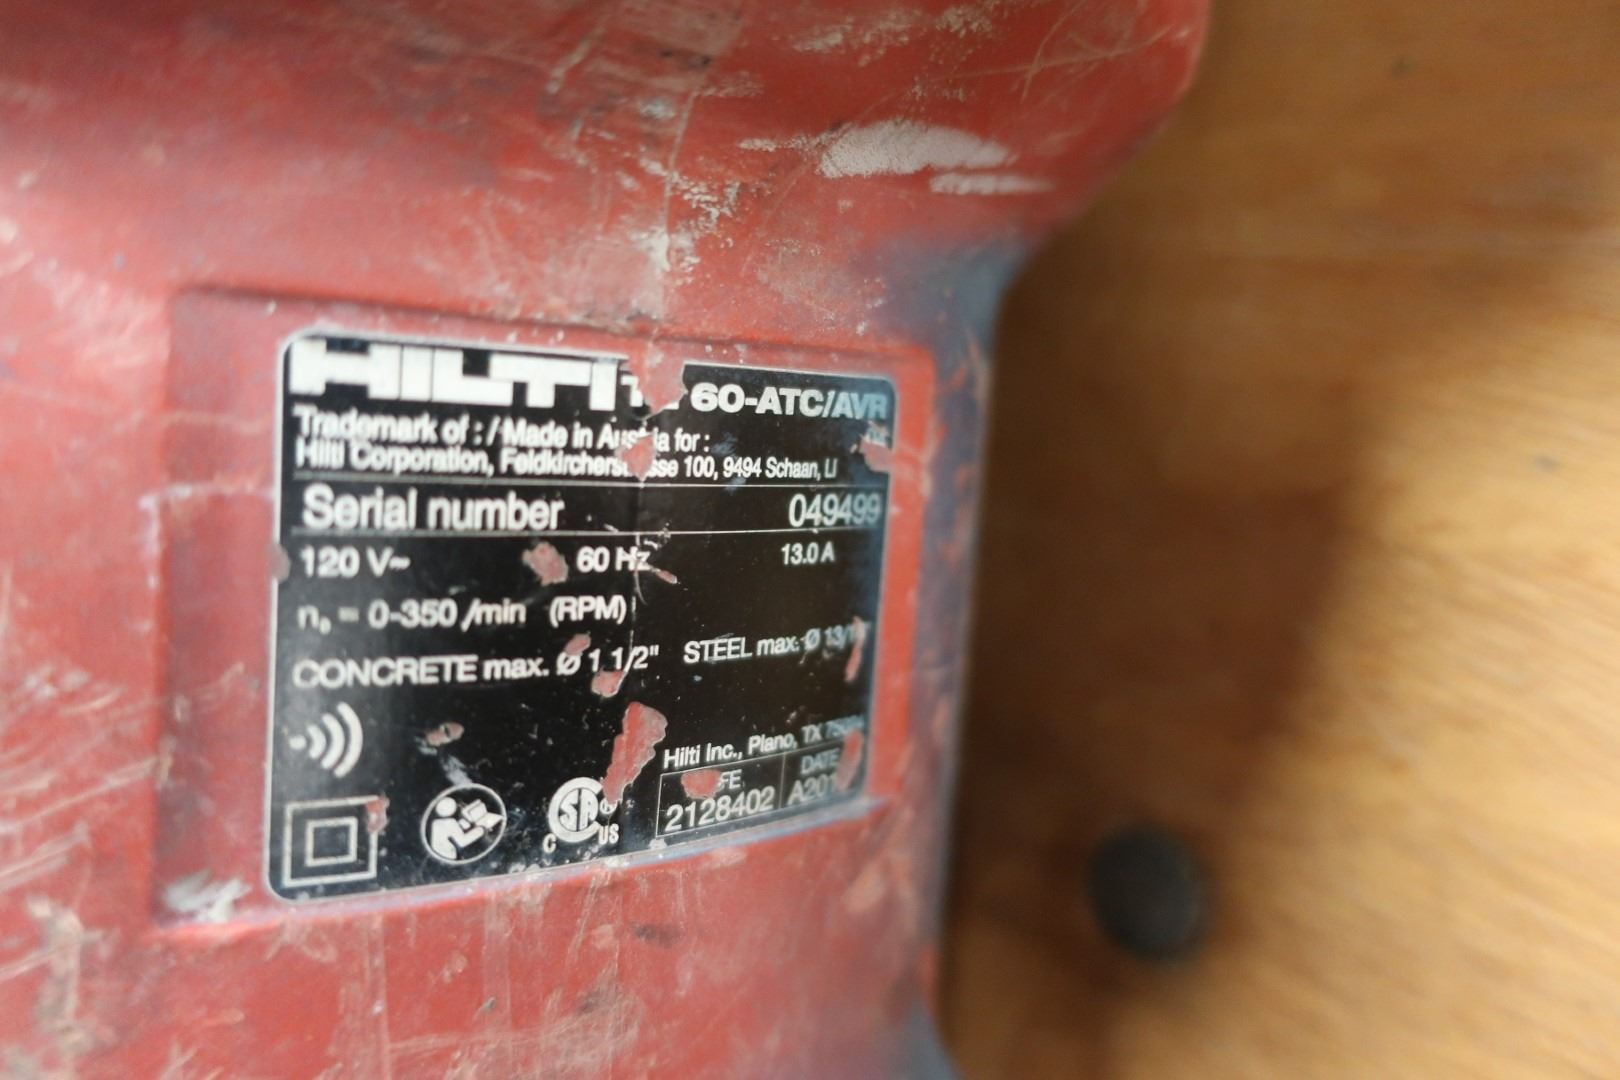 HILTI 60-ATC/AVR
Trademark of : / Made in Austria for :
Hilti Corporation, Feldkircherstrasse 100, 9494 Schaan, LI
Serial number 049499
120 V~ 60 Hz 13.0 A
n₀ = 0-350 /min (RPM)
CONCRETE max. Ø 1 1/2" STEEL max. Ø
Hilti Inc., Plano, TX
DATE
2128402
C SA US